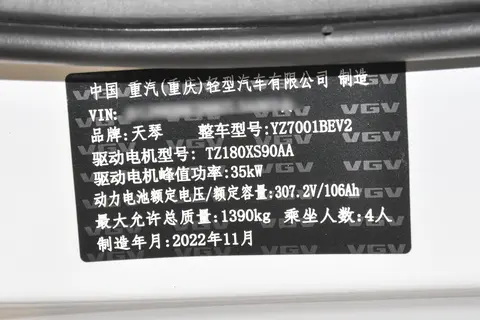 中国 重汽(重庆)轻型汽车有限公司 制造
VIN:
品牌:天琴 整车型号:YZ7001BEV2
驱动电机型号: TZ180XS90AA
驱动电机峰值功率:35kW
动力电池额定电压/额定容量:307.2V/106Ah
最大允许总质量:1390kg 乘坐人数:4人
制造年月:2022年11月